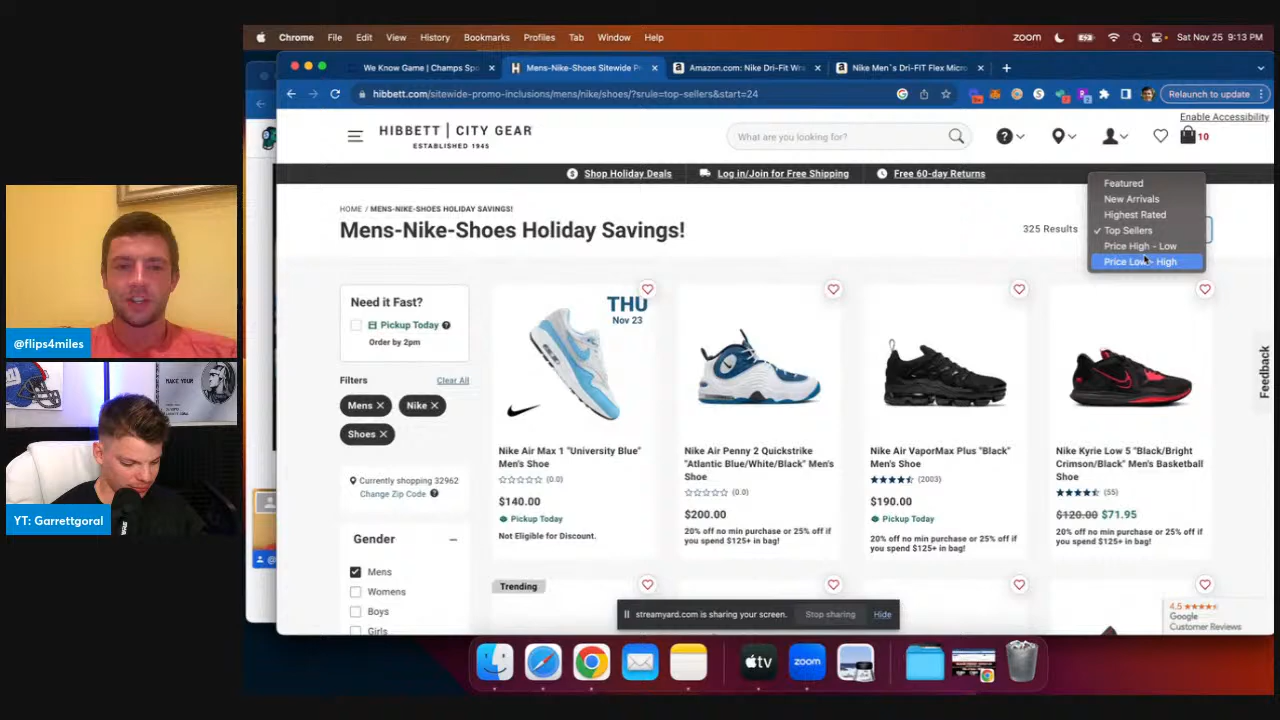 Chrome File Edit View History Bookmarks Profiles Tab Window Help
zoom Sat Nov 25 9:13 PM
We Know Game | Champs Spo
Mens-Nike-Shoes Sitewide Pr
Amazon.com: Nike Dri-Fit Wra
Nike Men`s Dri-FIT Flex Micro
hibbett.com/sitewide-promo-inclusions/mens/nike/shoes/?srule=top-sellers&start=24
Relaunch to update
Enable Accessibility
HIBBETT | CITY GEAR
ESTABLISHED 1945
What are you looking for?
10
Shop Holiday Deals
Log in/Join for Free Shipping
Free 60-day Returns
HOME / MENS-NIKE-SHOES HOLIDAY SAVINGS!
Mens-Nike-Shoes Holiday Savings!
325 Results
Featured
New Arrivals
Highest Rated
✓ Top Sellers
Price High - Low
Price Low - High
Need it Fast?
Pickup Today
Order by 2pm
Filters
Clear All
Mens
Nike
Shoes
Currently shopping 32962
Change Zip Code
Gender
Mens
Womens
Boys
Girls
THU
Nov 23
Nike Air Max 1 "University Blue"
Men's Shoe
(0.0)
$140.00
Pickup Today
Not Eligible for Discount.
Nike Air Penny 2 Quickstrike
"Atlantic Blue/White/Black" Men's
Shoe
(0.0)
$200.00
20% off no min purchase or 25% off if
you spend $125+ in bag!
Nike Air VaporMax Plus "Black"
Men's Shoe
(2003)
$190.00
Pickup Today
20% off no min purchase or 25% off if
you spend $125+ in bag!
Nike Kyrie Low 5 "Black/Bright
Crimson/Black" Men's Basketball
Shoe
(55)
$120.00 $71.95
20% off no min purchase or 25% off if
you spend $125+ in bag!
Trending
Feedback
4.5
Google
Customer Reviews
streamyard.com is sharing your screen.
Stop sharing
Hide
tv
zoom
@flips4miles
YT: Garrettgoral